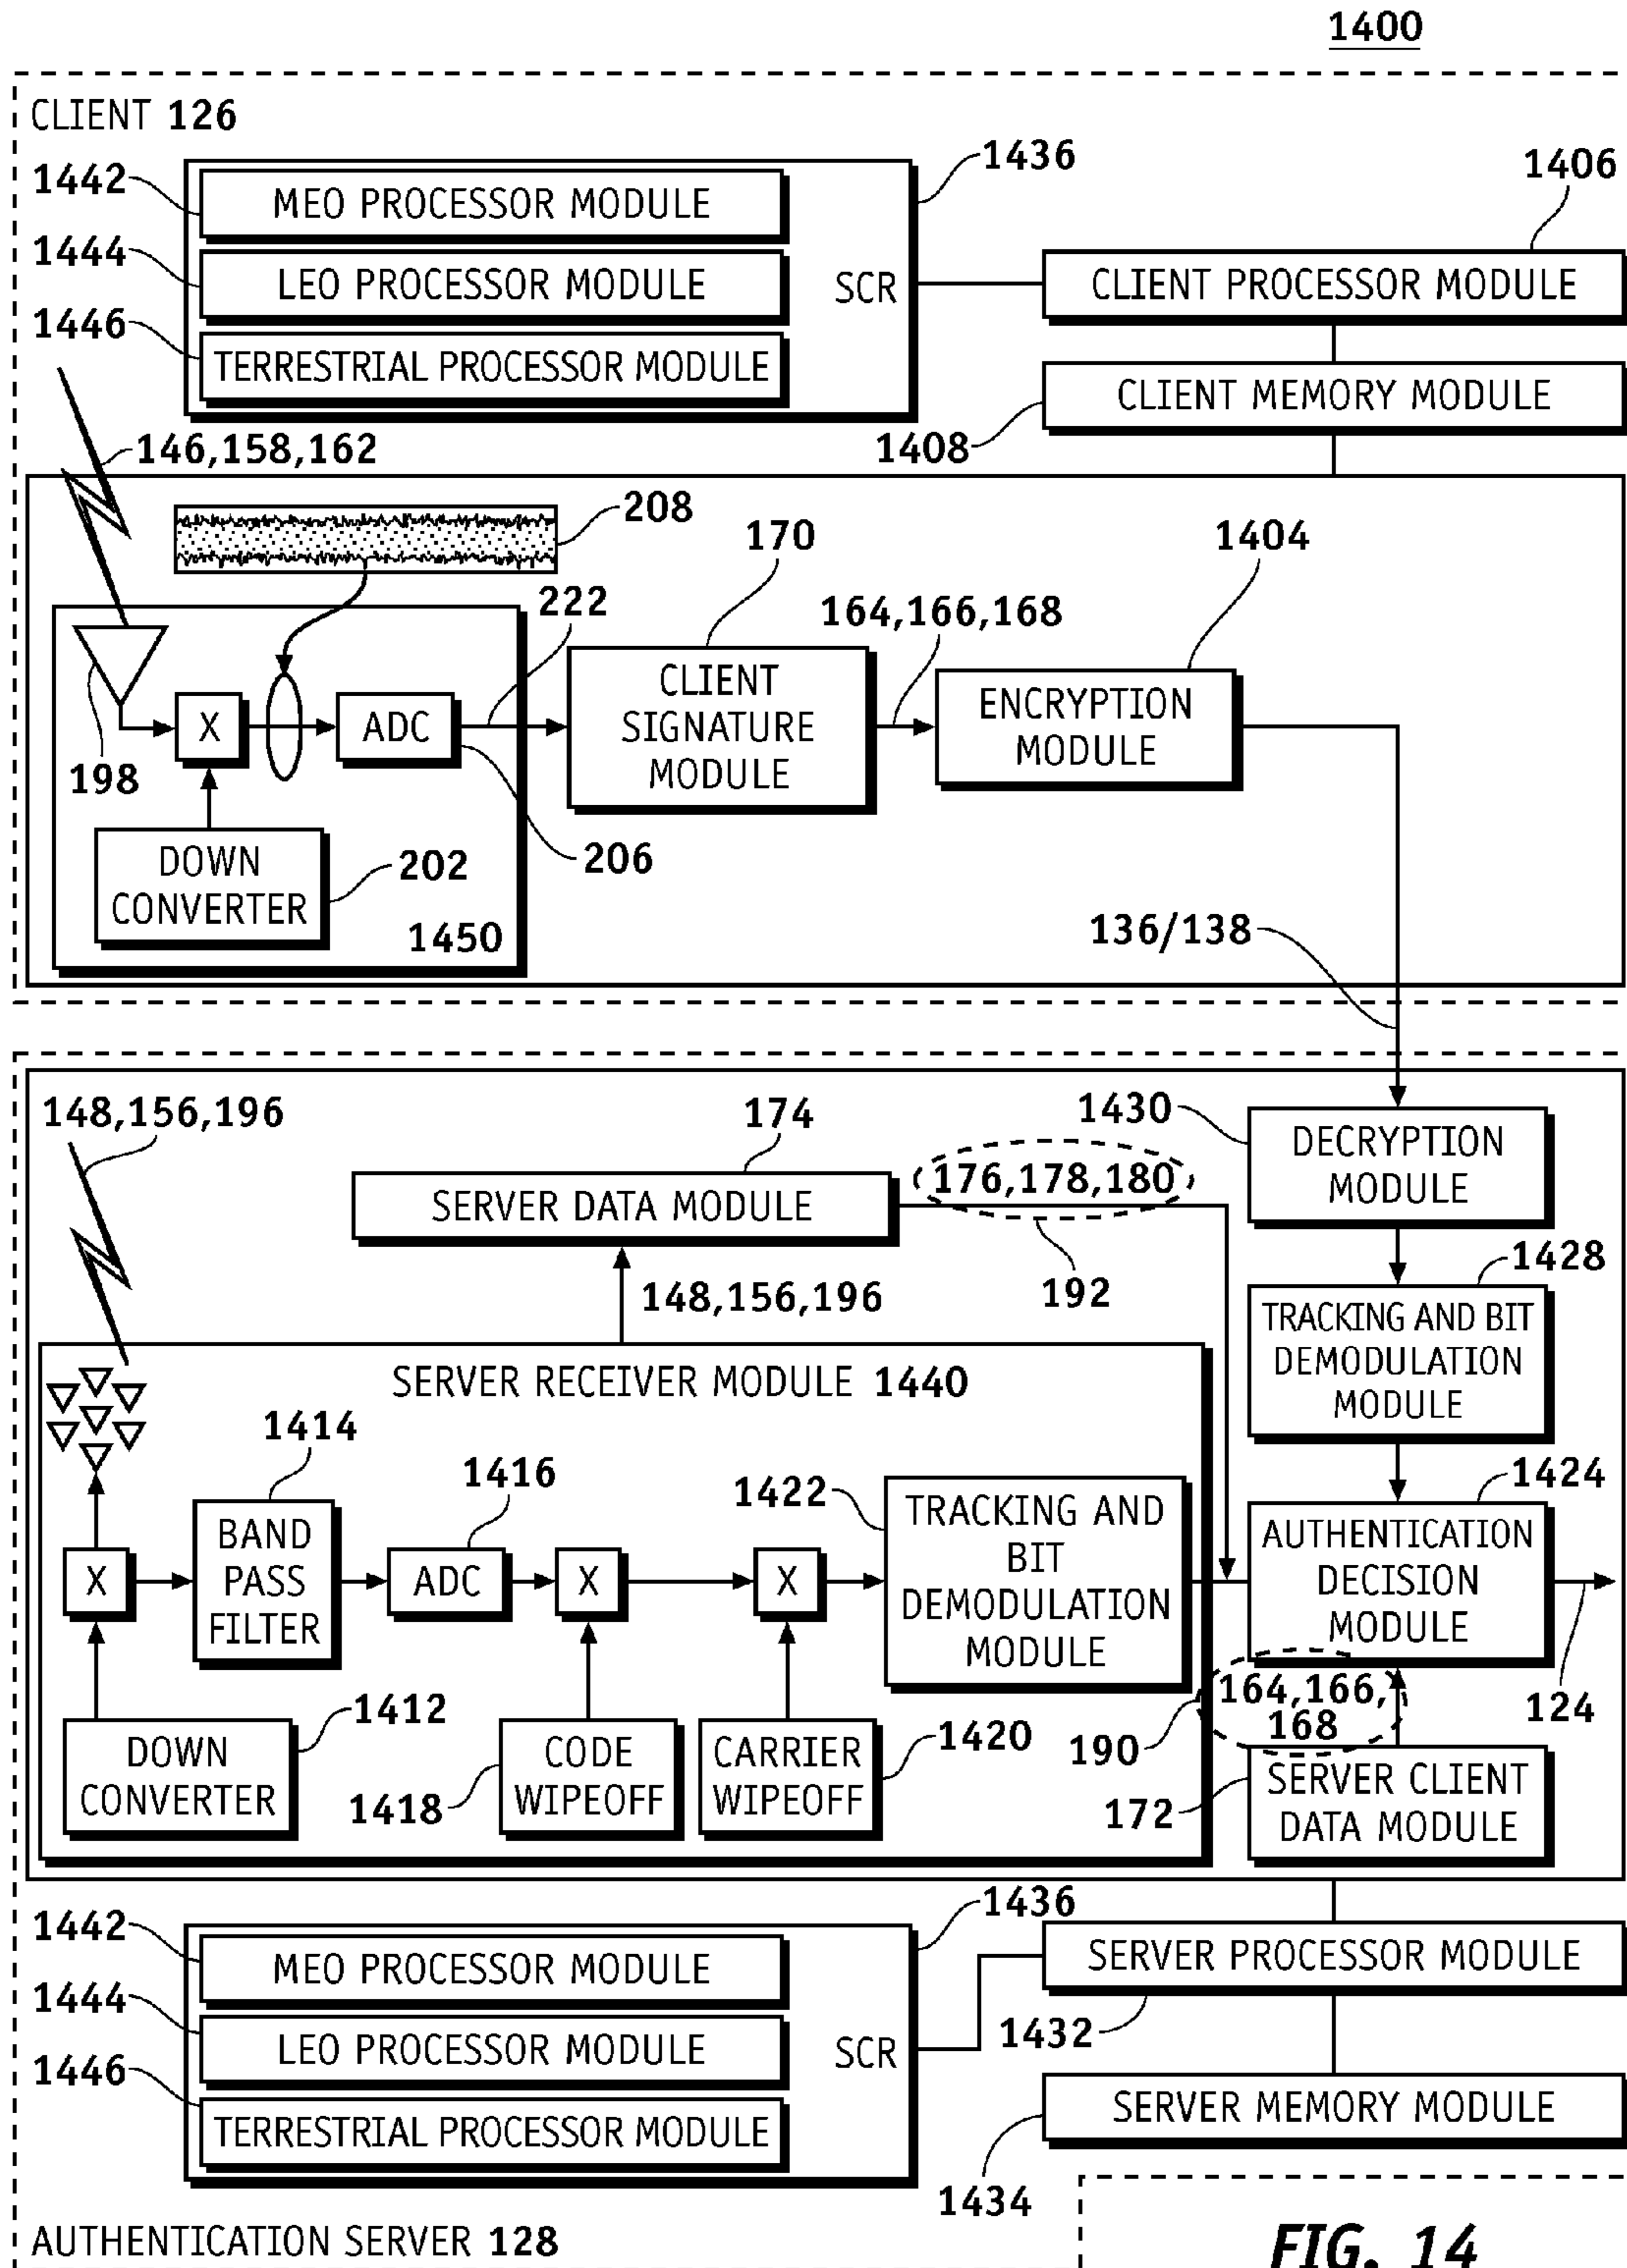 1400
CLIENT 126
1442
MEO PROCESSOR MODULE
1436
1406
1444
LEO PROCESSOR MODULE
SCR
CLIENT PROCESSOR MODULE
1446
TERRESTRIAL PROCESSOR MODULE
CLIENT MEMORY MODULE
146,158,162
1408
208
170
1404
222
164,166,168
CLIENT
SIGNATURE
MODULE
ENCRYPTION
MODULE
X
ADC
198
DOWN
CONVERTER
202
206
1450
136/138
148,156,196
174
1430
176,178,180
DECRYPTION
MODULE
SERVER DATA MODULE
192
1428
148,156,196
TRACKING AND BIT
DEMODULATION
MODULE
SERVER RECEIVER MODULE 1440
1414
1416
1422
1424
BAND
PASS
FILTER
TRACKING AND
BIT
DEMODULATION
MODULE
AUTHENTICATION
DECISION
MODULE
X
ADC
X
X
164,166,
168
124
1412
DOWN
CONVERTER
1418
CODE
WIPEOFF
CARRIER
WIPEOFF
1420
190
172
SERVER CLIENT
DATA MODULE
1442
MEO PROCESSOR MODULE
1436
SERVER PROCESSOR MODULE
1444
LEO PROCESSOR MODULE
SCR
1432
1446
TERRESTRIAL PROCESSOR MODULE
SERVER MEMORY MODULE
1434
AUTHENTICATION SERVER 128
FIG. 14